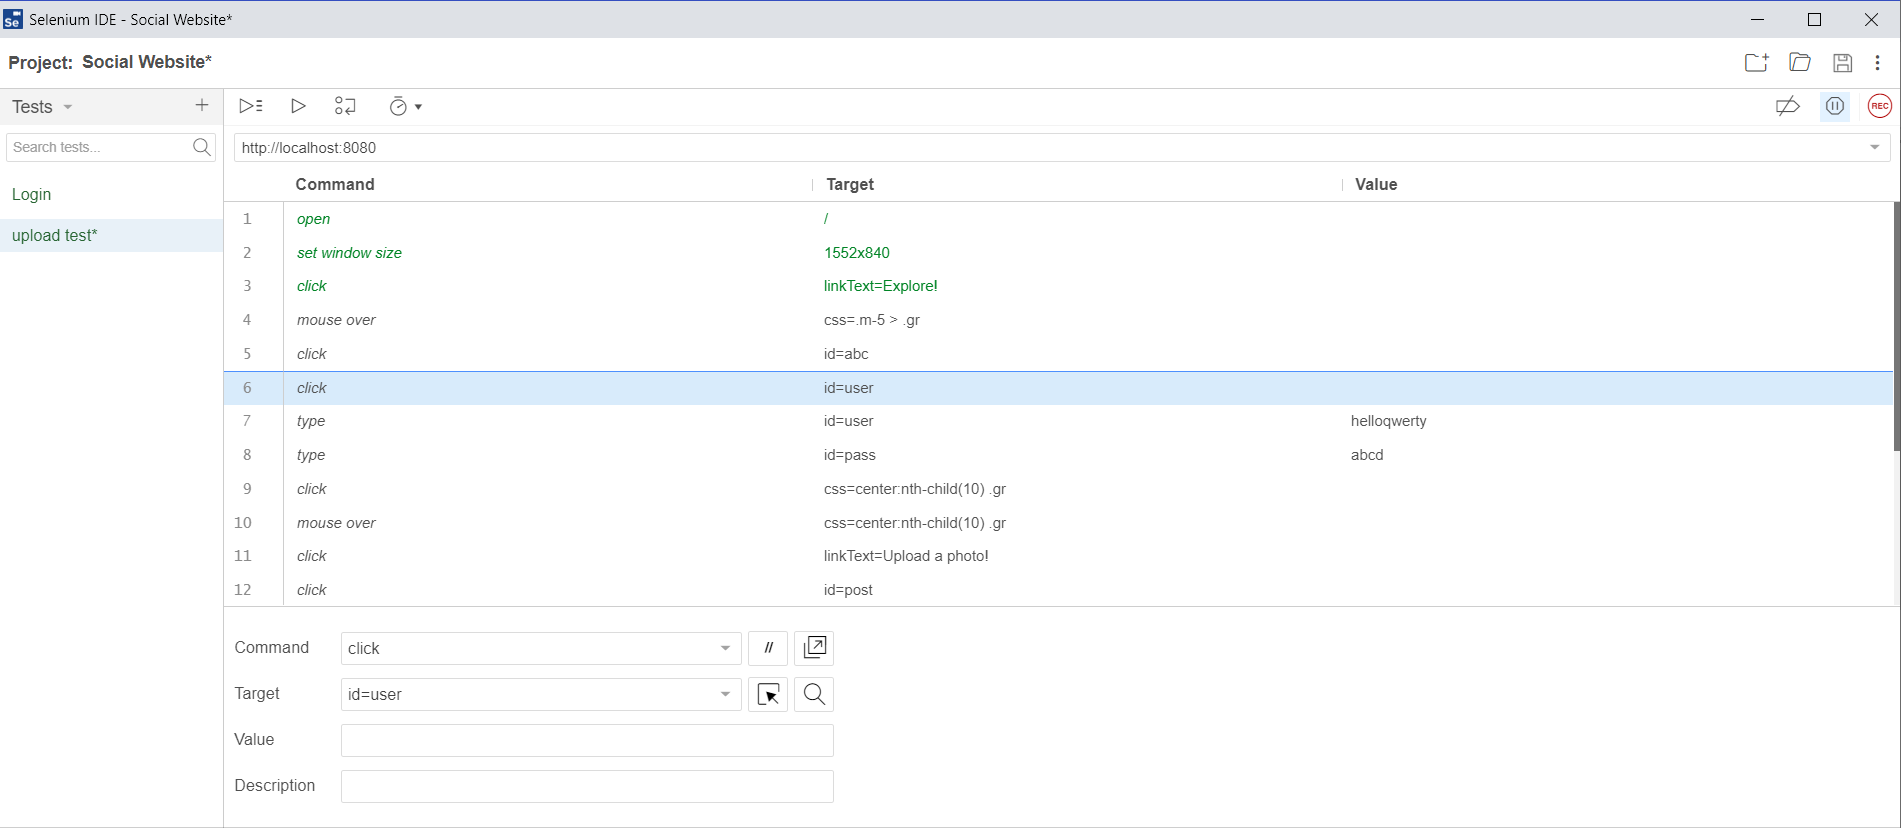 Se Selenium IDE - Social Website*
Project: Social Website*
Tests
Search tests...
Login
upload test*
REC
http://localhost:8080
Command Target Value
1 open /
2 set window size 1552x840
3 click linkText=Explore!
4 mouse over css=.m-5 > .gr
5 click id=abc
6 click id=user
7 type id=user helloqwerty
8 type id=pass abcd
9 click css=center:nth-child(10) .gr
10 mouse over css=center:nth-child(10) .gr
11 click linkText=Upload a photo!
12 click id=post
Command click //
Target id=user
Value
Description